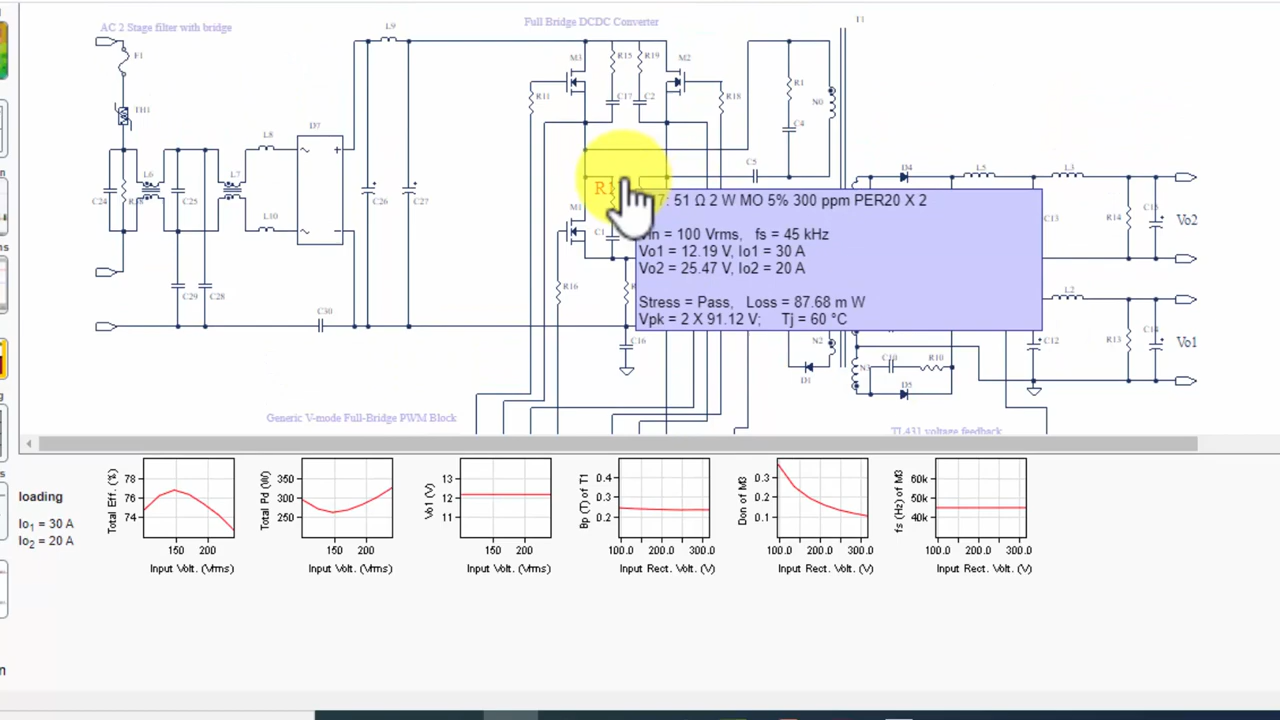 AC 2 Stage filter with bridge
Full Bridge DCDC Converter
T1
F1
L9
M3
R15
R19
M2
TH1
R11
C17
C2
R18
R1
N0
C4
D7
L8
L6
L7
C24
C25
C26
C27
L10
C5
D4
L5
L3
M1
C1
7: 51 Ω 2 W MO 5% 300 ppm PER20 X 2
Vin = 100 Vrms, fs = 45 kHz
Vo1 = 12.19 V, Io1 = 30 A
Vo2 = 25.47 V, Io2 = 20 A
Stress = Pass, Loss = 87.68 m W
Vpk = 2 X 91.12 V; Tj = 60 °C
C13
R14
Vo2
R16
C29
C28
C30
C16
L2
N2
D1
C12
R13
C14
Vo1
C10
R10
D5
Generic V-mode Full-Bridge PWM Block
TL431 voltage feedback
loading
Io1 = 30 A
Io2 = 20 A
Total Eff. (%)
78
76
74
150
200
Input Volt. (Vrms)
Total Pd (W)
350
300
250
150
200
Input Volt. (Vrms)
Vo1 (V)
13
12
11
150
200
Input Volt. (Vrms)
Bp (T) of T1
0.4
0.3
0.2
100.0
200.0
300.0
Input Rect. Volt. (V)
Don of M3
0.3
0.2
0.1
100.0
200.0
300.0
Input Rect. Volt. (V)
fs (Hz) of M3
60k
50k
40k
100.0
200.0
300.0
Input Rect. Volt. (V)